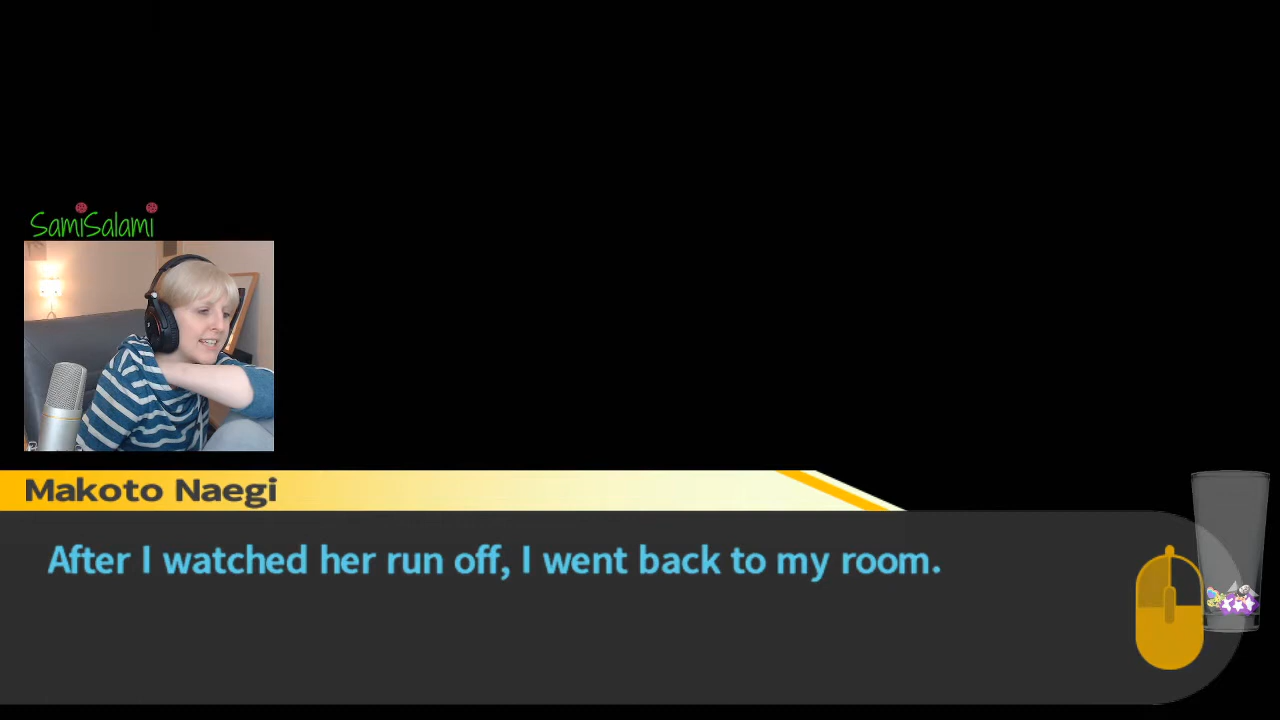 SamiSalami
Makoto Naegi
After I watched her run off, I went back to my room.